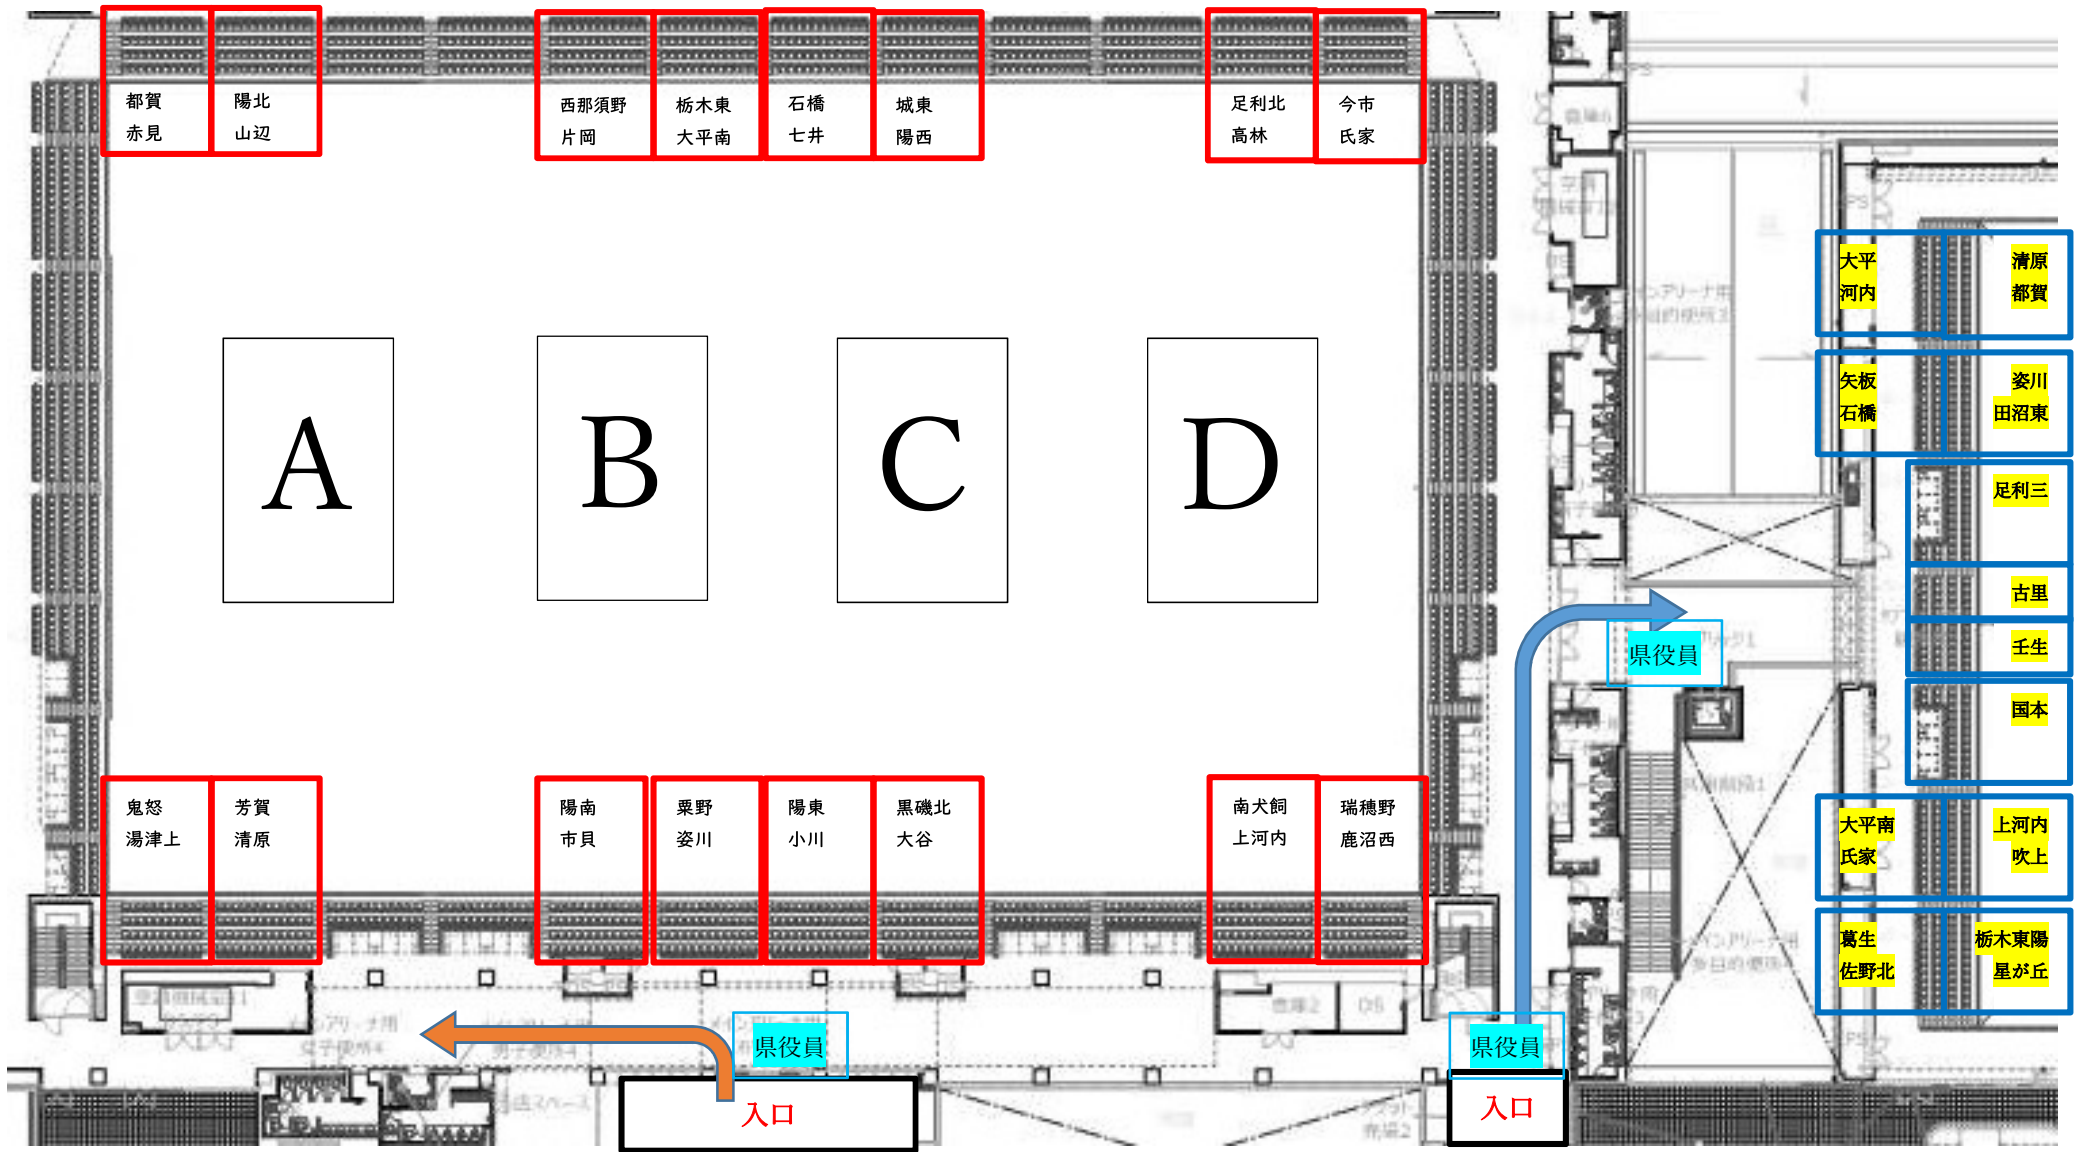 都賀
赤見
陽北
山辺
西那須野
片岡
栃木東
大平南
石橋
七井
城東
陽西
足利北
高林
今市
氏家
A
B
C
D
鬼怒
湯津上
芳賀
清原
陽南
市貝
粟野
姿川
陽東
小川
黒磯北
大谷
南犬飼
上河内
瑞穂野
鹿沼西
大平
河内
清原
都賀
矢板
石橋
姿川
田沼東
足利三
古里
壬生
国本
大平南
氏家
上河内
吹上
葛生
佐野北
栃木東陽
星が丘
県役員
県役員
県役員
入口
入口
倉庫2
DS